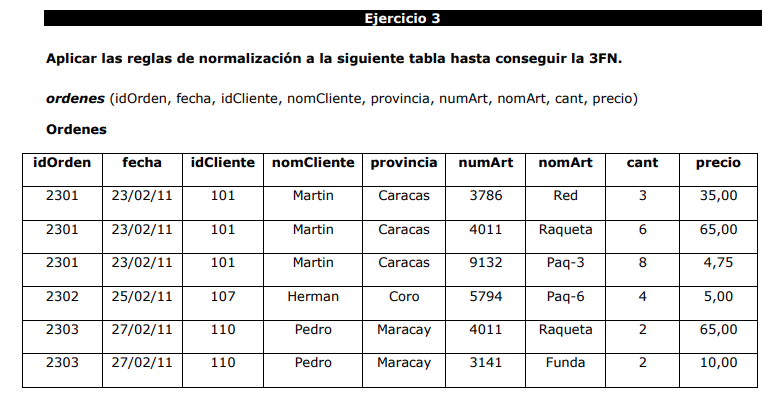 Ejercicio 3
Aplicar las reglas de normalización a la siguiente tabla hasta conseguir la 3FN.
ordenes (idOrden, fecha, idCliente, nomCliente, provincia, numArt, nomArt, cant, precio)
Ordenes
idOrden fecha idCliente nomCliente provincia numArt nomArt cant precio
2301 23/02/11 101 Martin Caracas 3786 Red 3 35,00
2301 23/02/11 101 Martin Caracas 4011 Raqueta 6 65,00
2301 23/02/11 101 Martin Caracas 9132 Paq-3 8 4,75
2302 25/02/11 107 Herman Coro 5794 Paq-6 4 5,00
2303 27/02/11 110 Pedro Maracay 4011 Raqueta 2 65,00
2303 27/02/11 110 Pedro Maracay 3141 Funda 2 10,00